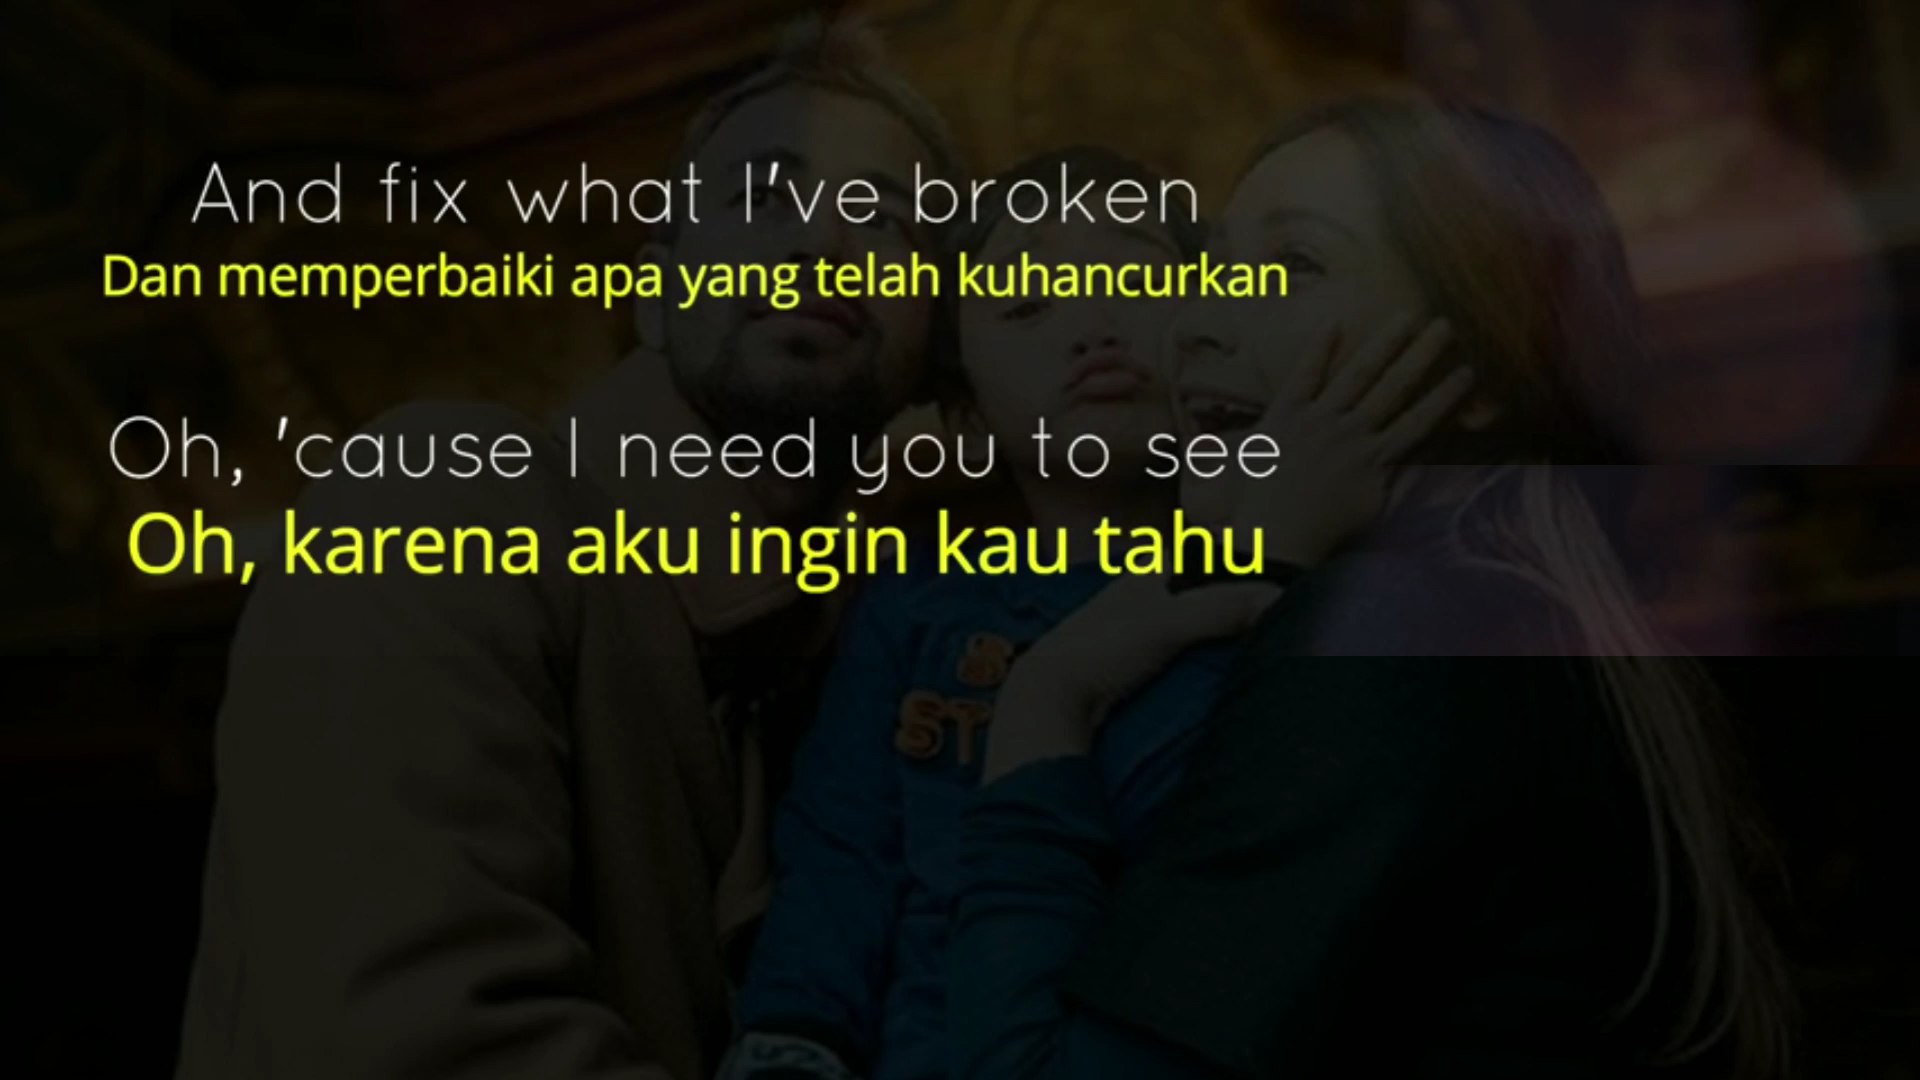 And fix what I've broken
Dan memperbaiki apa yang telah kuhancurkan
Oh, 'cause I need you to see
Oh, karena aku ingin kau tahu
ST